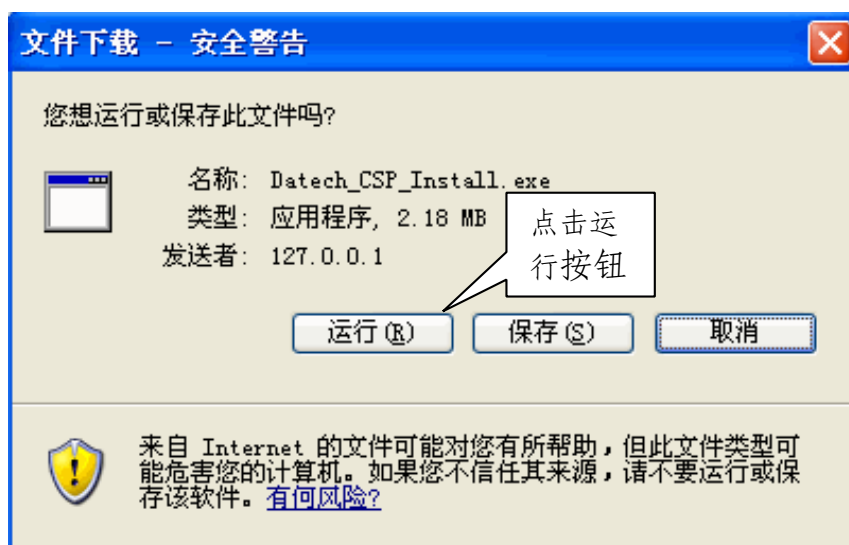 文件下载 - 安全警告
您想运行或保存此文件吗?
名称: Datech_CSP_Install.exe
类型: 应用程序, 2.18 MB
发送者: 127.0.0.1
点击运
行按钮
运行(R)
保存(S)
取消
来自 Internet 的文件可能对您有所帮助,但此文件类型可
能危害您的计算机。如果您不信任其来源,请不要运行或保
存该软件。有何风险?